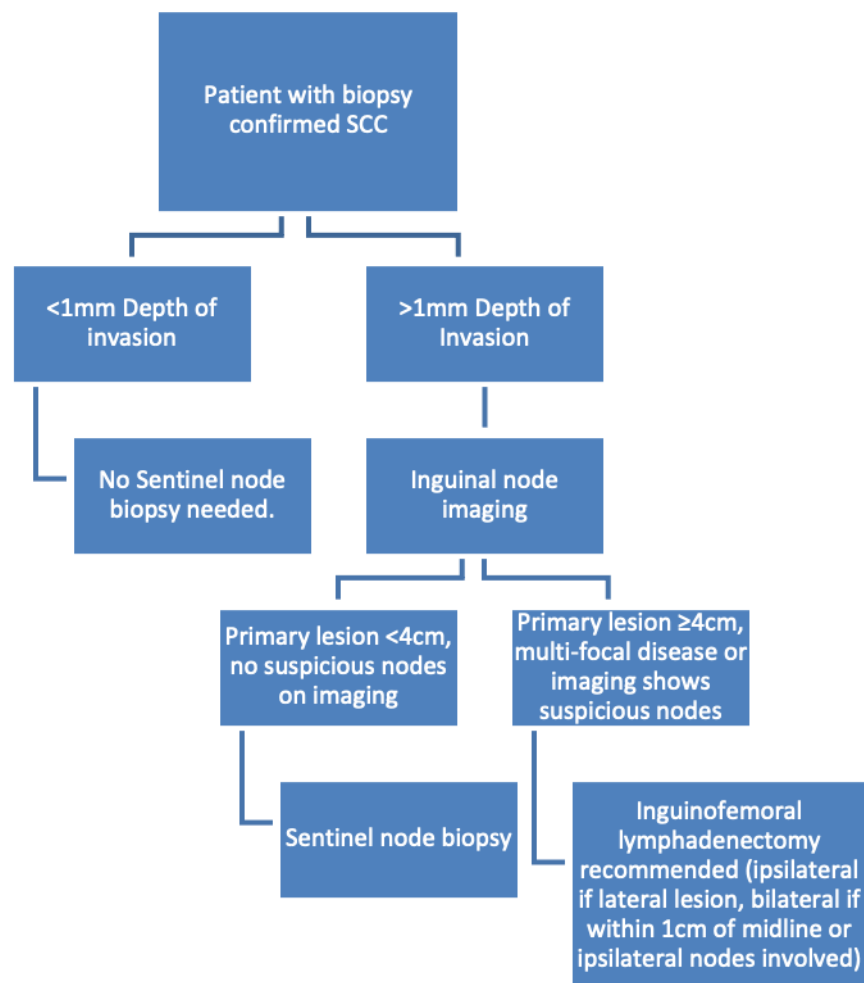 Patient with biopsy
confirmed SCC
<1mm Depth of
invasion
>1mm Depth of
Invasion
No Sentinel node
biopsy needed.
Inguinal node
imaging
Primary lesion <4cm,
no suspicious nodes
on imaging
Primary lesion ≥4cm,
multi-focal disease or
imaging shows
suspicious nodes
Sentinel node biopsy
Inguinofemoral
lymphadenectomy
recommended (ipsilateral
if lateral lesion, bilateral if
within 1cm of midline or
ipsilateral nodes involved)